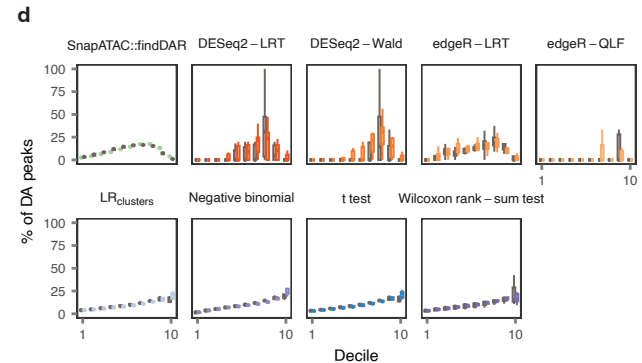 d
SnapATAC::findDAR DESeq2 – LRT DESeq2 – Wald edgeR – LRT edgeR – QLF
100
75
50
25
0
1 10
LRclusters Negative binomial t test Wilcoxon rank – sum test
100
75
50
25
0
1 10 1 10 1 10 1 10
% of DA peaks
Decile